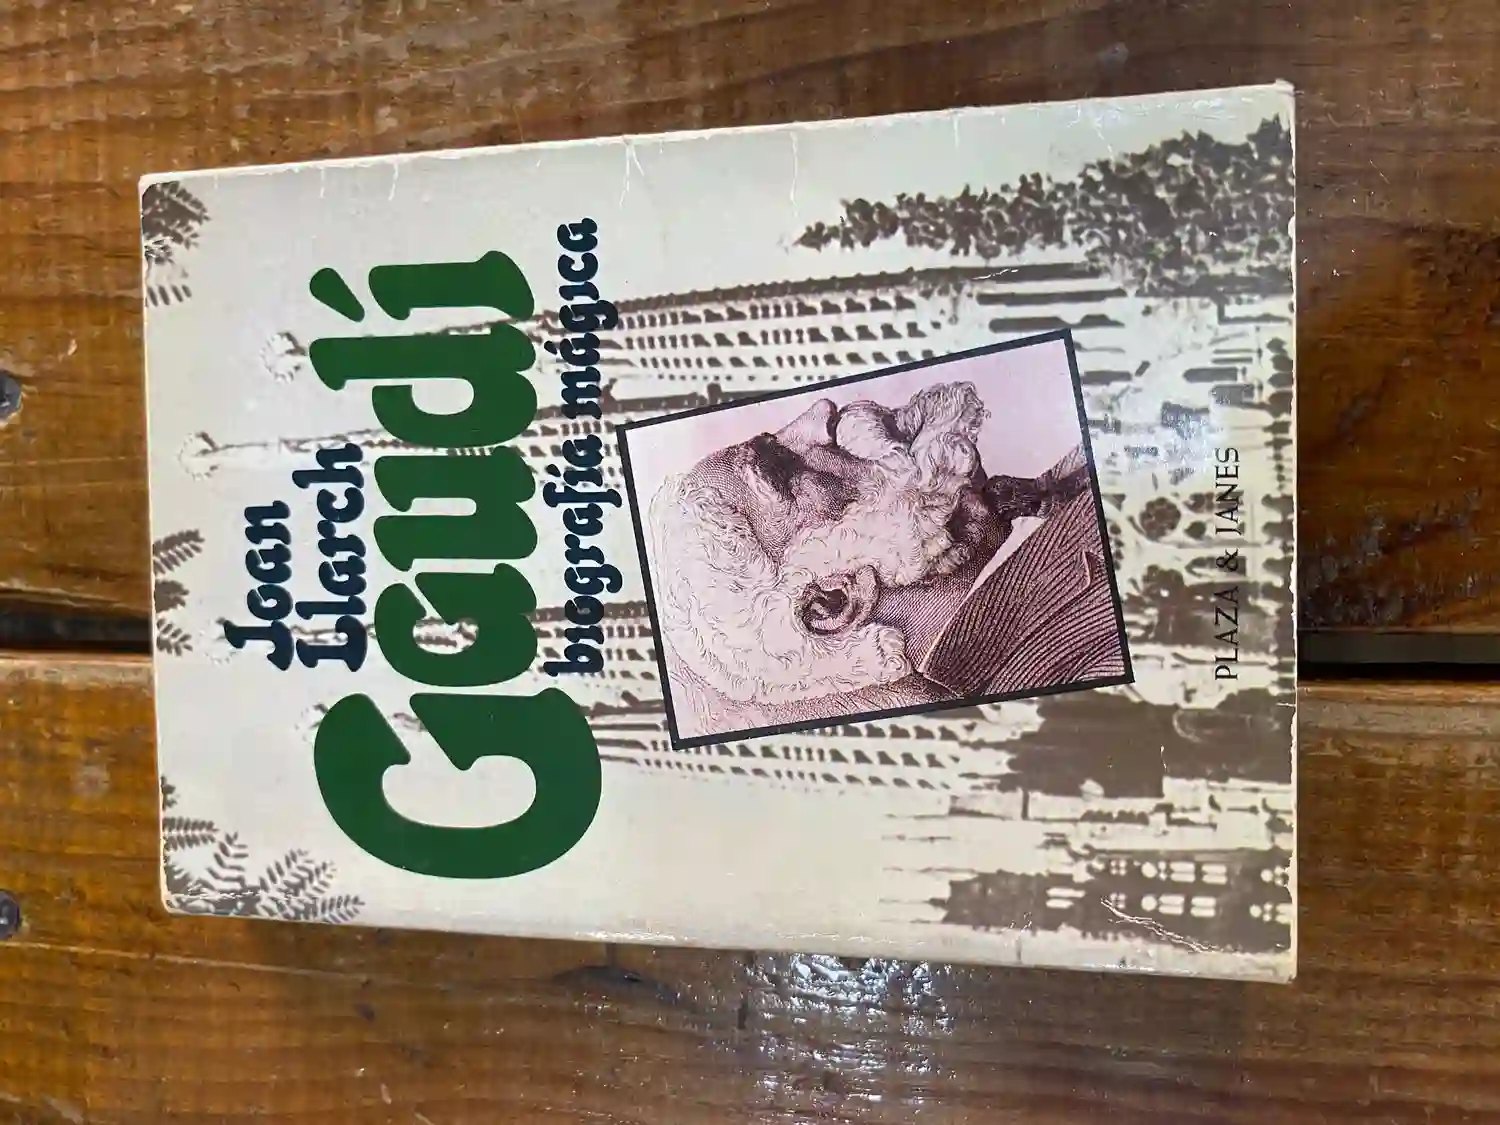 Joan
Llarch
Gaudí
biografía mágica
PLAZA & JANES